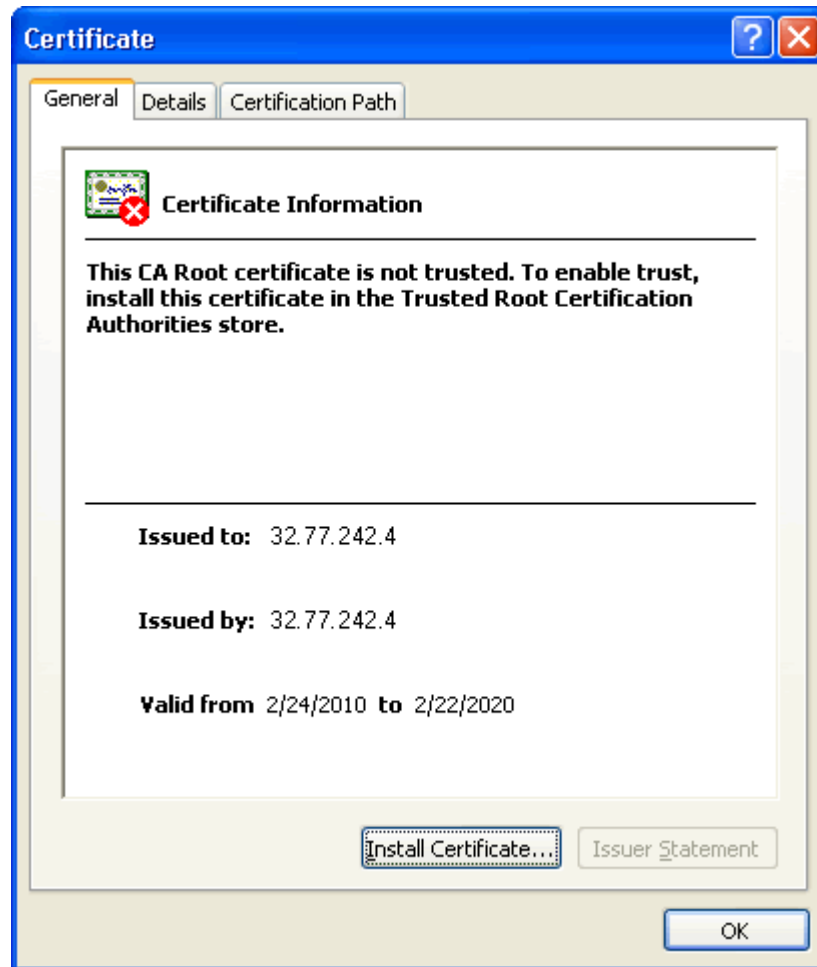 Certificate
General Details Certification Path
Certificate Information
This CA Root certificate is not trusted. To enable trust,
install this certificate in the Trusted Root Certification
Authorities store.
Issued to: 32.77.242.4
Issued by: 32.77.242.4
Valid from 2/24/2010 to 2/22/2020
Install Certificate... Issuer Statement
OK